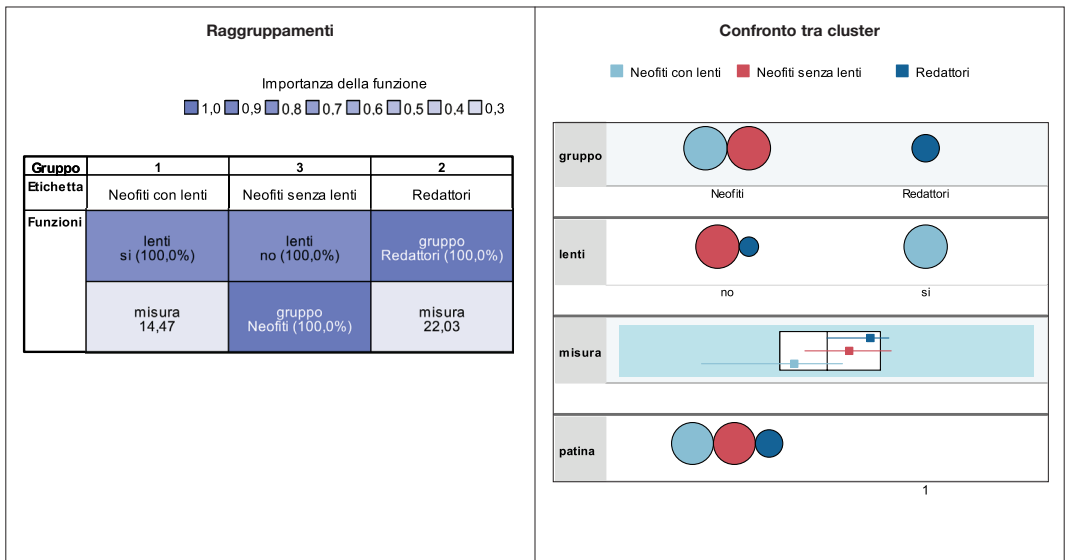 Raggruppamenti
Importanza della funzione
1,0 0,9 0,8 0,7 0,6 0,5 0,4 0,3
Gruppo 1 3 2
Etichetta Neofiti con lenti Neofiti senza lenti Redattori
Funzioni
lenti
si (100,0%)
lenti
no (100,0%)
gruppo
Redattori (100,0%)
misura
14,47
gruppo
Neofiti (100,0%)
misura
22,03
Confronto tra cluster
Neofiti con lenti Neofiti senza lenti Redattori
gruppo
Neofiti Redattori
lenti
no si
misura
patina
1